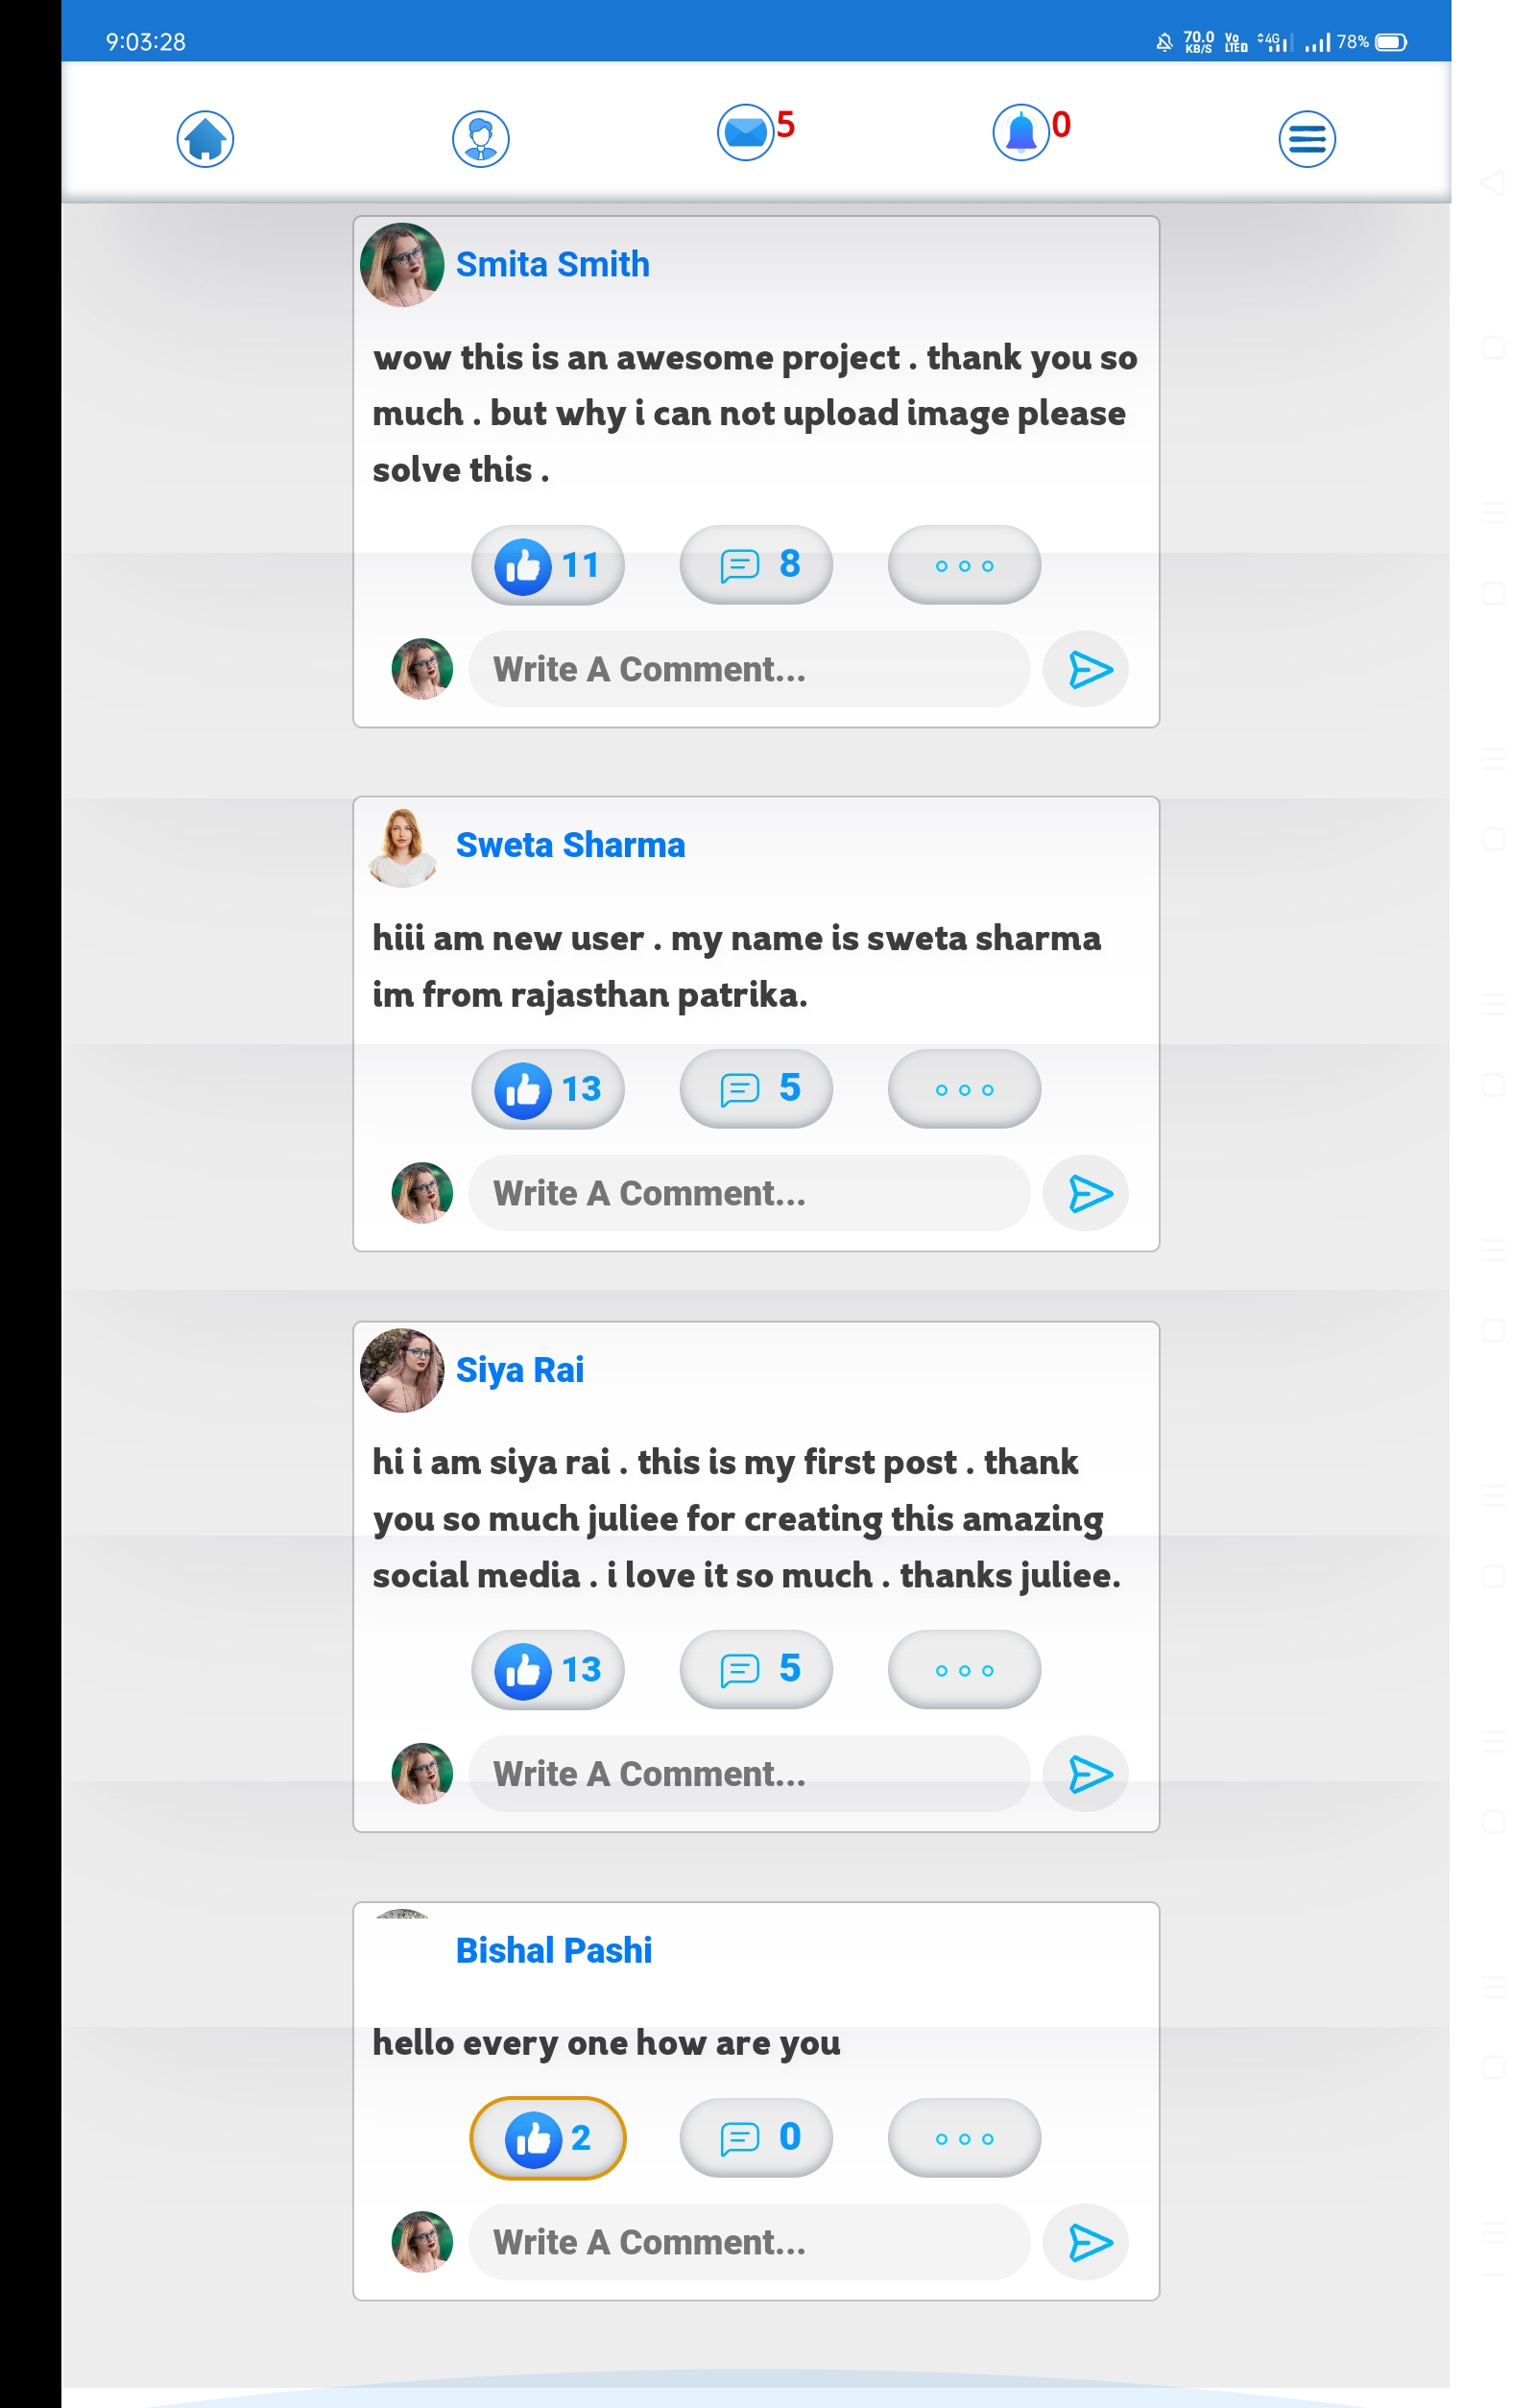 9:03:28
70.0 KB/S Vo LTE 4G 78%
5
0
Smita Smith
wow this is an awesome project . thank you so
much . but why i can not upload image please
solve this .
11
8
Write A Comment...
Sweta Sharma
hiii am new user . my name is sweta sharma
im from rajasthan patrika.
13
5
Write A Comment...
Siya Rai
hi i am siya rai . this is my first post . thank
you so much juliee for creating this amazing
social media . i love it so much . thanks juliee.
13
5
Write A Comment...
Bishal Pashi
hello every one how are you
2
0
Write A Comment...